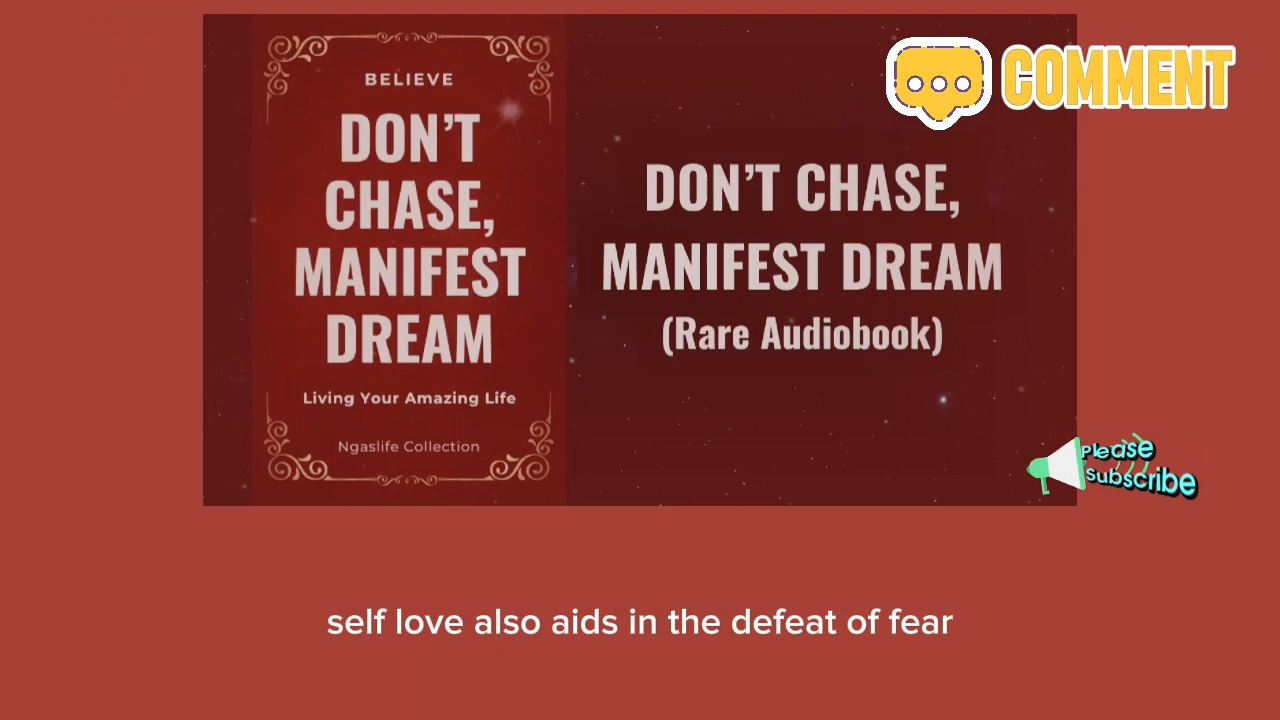 BELIEVE
DON'T
CHASE,
MANIFEST
DREAM
Living Your Amazing Life
Ngaslife Collection
DON'T CHASE,
MANIFEST DREAM
(Rare Audiobook)
COMMENT
Please
Subscribe
self love also aids in the defeat of fear